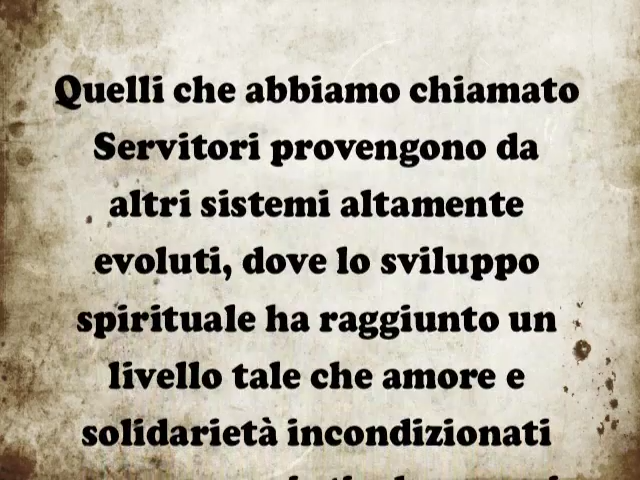 Quelli che abbiamo chiamato
Servitori provengono da
altri sistemi altamente
evoluti, dove lo sviluppo
spirituale ha raggiunto un
livello tale che amore e
solidarietà incondizionati